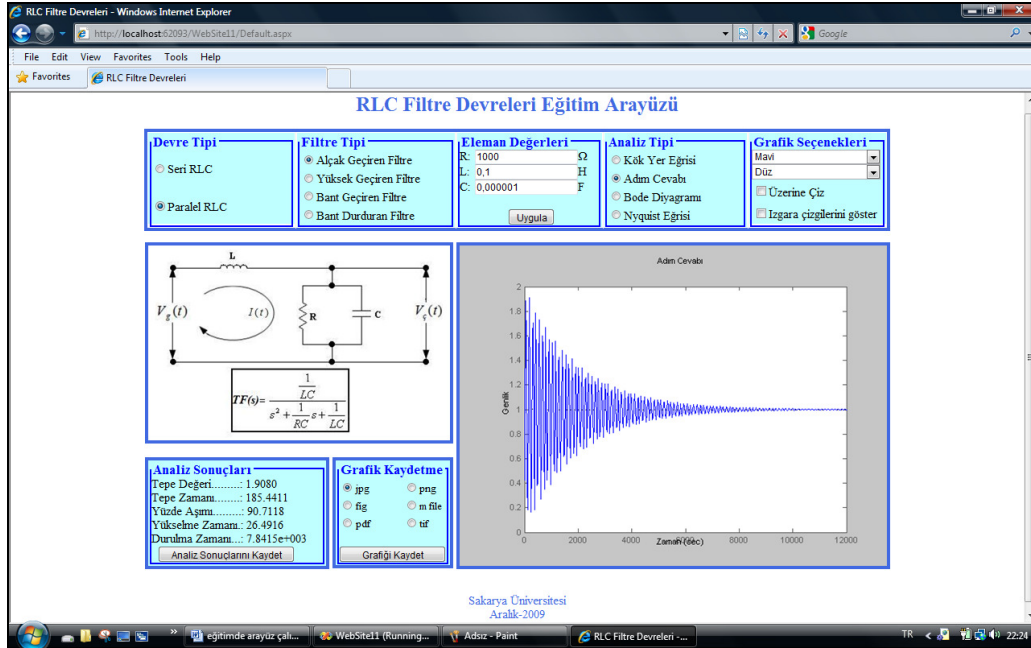 RLC Filtre Devreleri - Windows Internet Explorer
http://localhost:62093/WebSite11/Default.aspx
Google
File Edit View Favorites Tools Help
Favorites
RLC Filtre Devreleri
RLC Filtre Devreleri Eğitim Arayüzü
Devre Tipi
Seri RLC
Paralel RLC
Filtre Tipi
Alçak Geçiren Filtre
Yüksek Geçiren Filtre
Bant Geçiren Filtre
Bant Durduran Filtre
Eleman Değerleri
R: 1000 Ω
L: 0,1 H
C: 0,000001 F
Uygula
Analiz Tipi
Kök Yer Eğrisi
Adım Cevabı
Bode Diyagramı
Nyquist Eğrisi
Grafik Seçenekleri
Mavi
Düz
Üzerine Çiz
Izgara çizgilerini göster
L
V_g(t)
I(t)
R
C
V_ç(t)
TF(s)= \frac{\frac{1}{LC}}{s^2+\frac{1}{RC}s+\frac{1}{LC}}
Adım Cevabı
Genlik
2
1.8
1.6
1.4
1.2
1
0.8
0.6
0.4
0.2
0
0 2000 4000 6000 8000 10000 12000
Zaman (sec)
Analiz Sonuçları
Tepe Değeri.........: 1.9080
Tepe Zamanı........: 185.4411
Yüzde Aşımı.......: 90.7118
Yükselme Zamanı.: 26.4916
Durulma Zamanı...: 7.8415e+003
Analiz Sonuçlarını Kaydet
Grafik Kaydetme
jpg png
fig m file
pdf tif
Grafiği Kaydet
Sakarya Üniversitesi
Aralık-2009
eğitimde arayüz çalı...
WebSite11 (Running...
Adsız - Paint
RLC Filtre Devreleri -...
TR
22:24